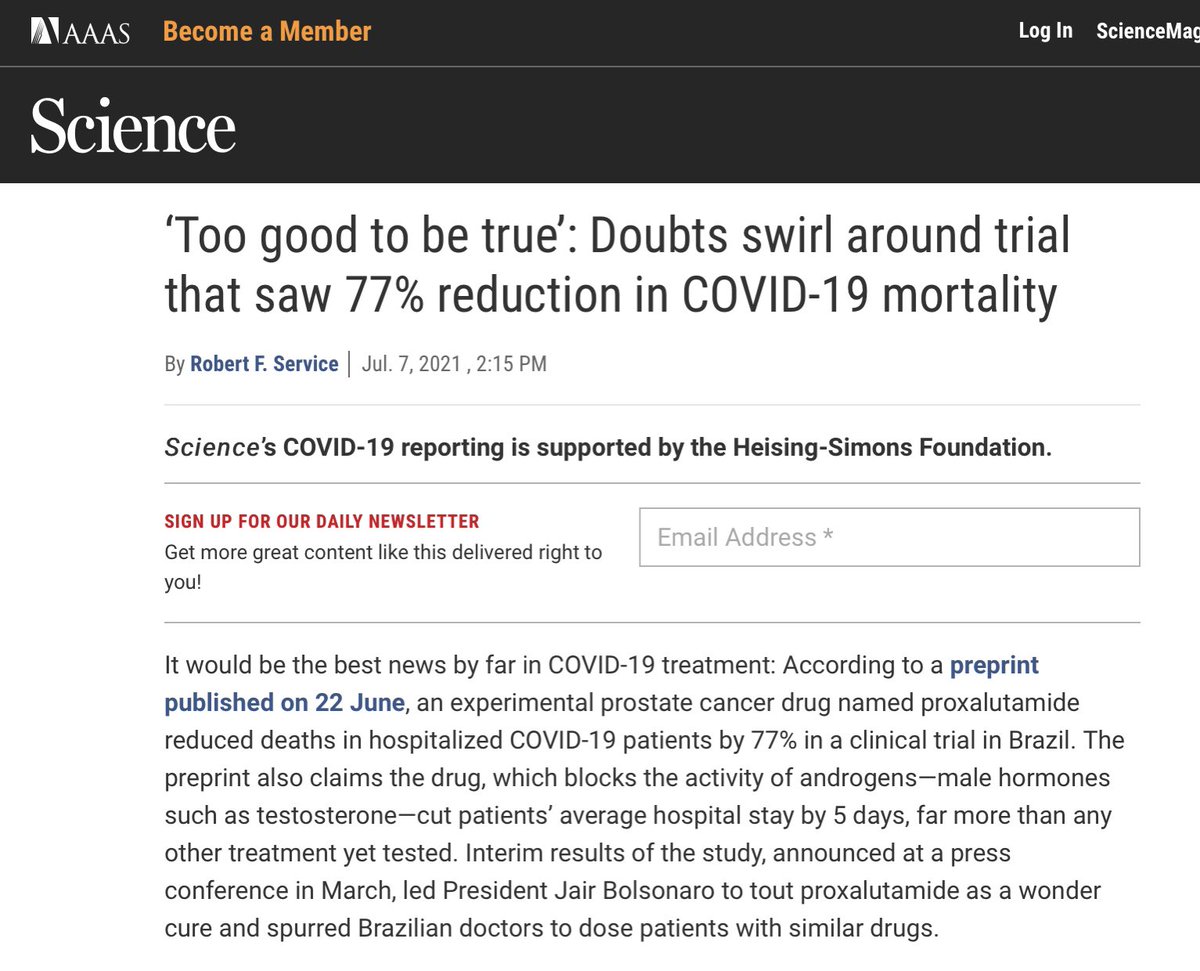 AAAS Become a Member Log In ScienceMag
Science
‘Too good to be true’: Doubts swirl around trial
that saw 77% reduction in COVID-19 mortality
By Robert F. Service | Jul. 7, 2021 , 2:15 PM
Science’s COVID-19 reporting is supported by the Heising-Simons Foundation.
SIGN UP FOR OUR DAILY NEWSLETTER
Get more great content like this delivered right to
you!
Email Address *
It would be the best news by far in COVID-19 treatment: According to a preprint
published on 22 June, an experimental prostate cancer drug named proxalutamide
reduced deaths in hospitalized COVID-19 patients by 77% in a clinical trial in Brazil. The
preprint also claims the drug, which blocks the activity of androgens—male hormones
such as testosterone—cut patients’ average hospital stay by 5 days, far more than any
other treatment yet tested. Interim results of the study, announced at a press
conference in March, led President Jair Bolsonaro to tout proxalutamide as a wonder
cure and spurred Brazilian doctors to dose patients with similar drugs.